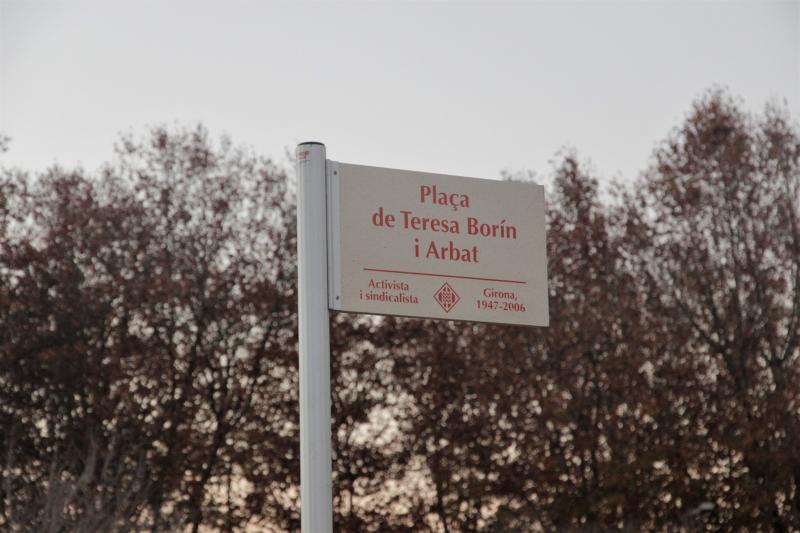 Plaça
de Teresa Borín
i Arbat
Activista
i sindicalista
Girona,
1947-2006